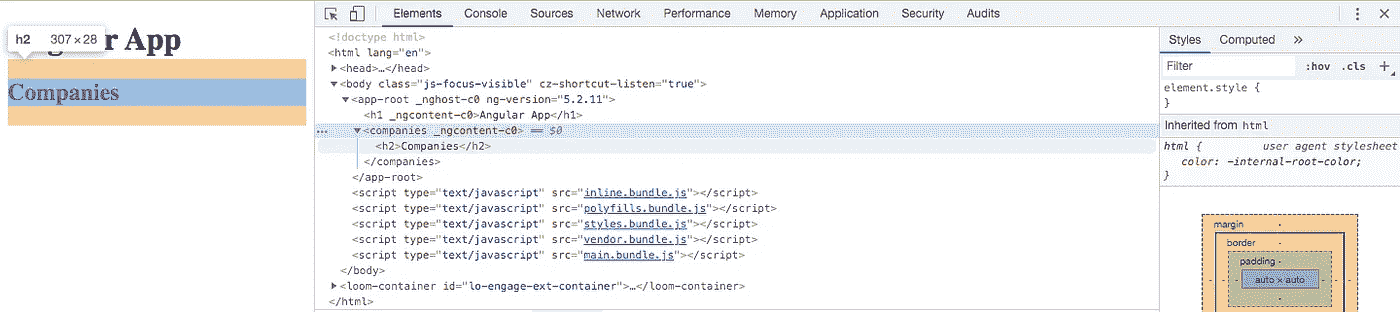 h2 307 × 28
r App
Companies
Elements Console Sources Network Performance Memory Application Security Audits
<!doctype html>
<html lang="en">
<head>…</head>
<body class="js-focus-visible" cz-shortcut-listen="true">
<app-root _nghost-c0 ng-version="5.2.11">
<h1 _ngcontent-c0>Angular App</h1>
<companies _ngcontent-c0> == $0
<h2>Companies</h2>
</companies>
</app-root>
<script type="text/javascript" src="inline.bundle.js"></script>
<script type="text/javascript" src="polyfills.bundle.js"></script>
<script type="text/javascript" src="styles.bundle.js"></script>
<script type="text/javascript" src="vendor.bundle.js"></script>
<script type="text/javascript" src="main.bundle.js"></script>
</body>
<loom-container id="lo-engage-ext-container">…</loom-container>
</html>
Styles Computed »
Filter :hov .cls +
element.style {
}
Inherited from html
html { user agent stylesheet
color: -internal-root-color;
}
margin -
border -
padding -
- - - auto × auto - - -
-